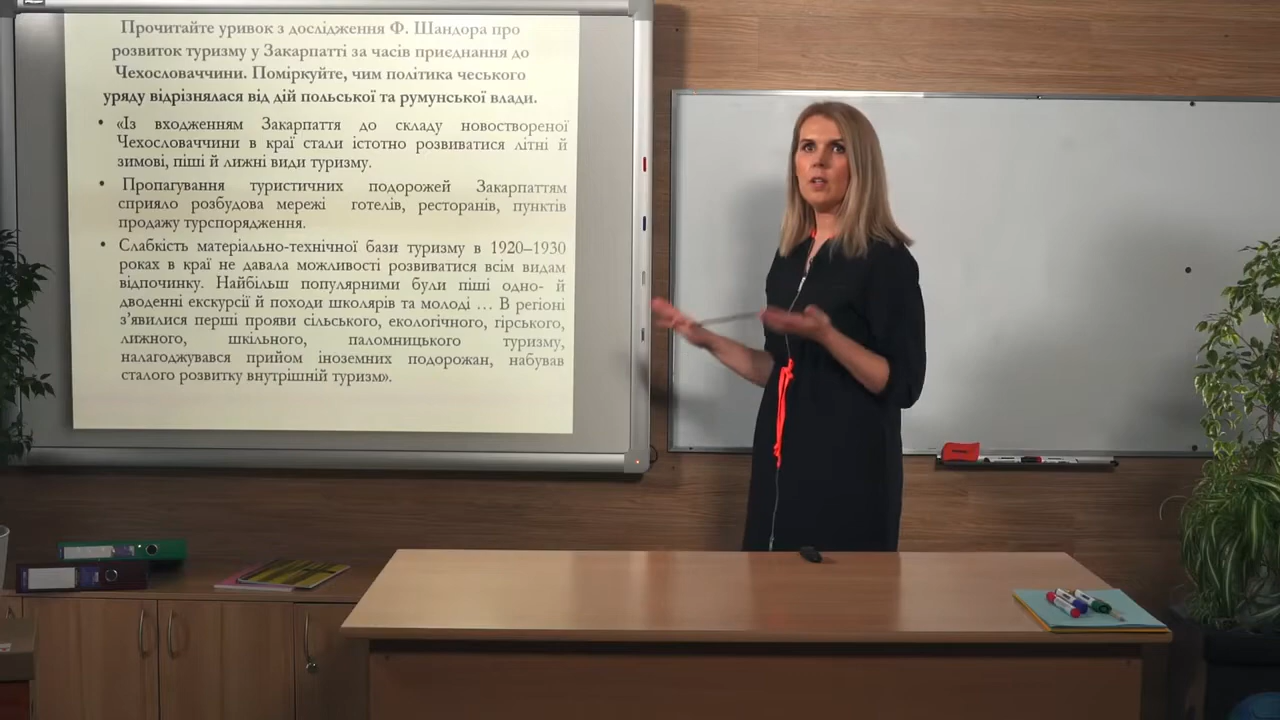 Прочитайте уривок з дослідження Ф. Шандора про
розвиток туризму у Закарпатті за часів приєднання до
Чехословаччини. Поміркуйте, чим політика чеського
уряду відрізнялася від дій польської та румунської влади.
• «Із входженням Закарпаття до складу новоствореної
Чехословаччини в краї стали істотно розвиватися літні й
зимові, піші й лижні види туризму.
• Пропагування туристичних подорожей Закарпаттям
сприяло розбудова мережі готелів, ресторанів, пунктів
продажу турспорядження.
• Слабкість матеріально-технічної бази туризму в 1920–1930
роках в краї не давала можливості розвиватися всім видам
відпочинку. Найбільш популярними були піші одно- й
дводенні екскурсії й походи школярів та молоді … В регіоні
з’явилися перші прояви сільського, екологічного, гірського,
лижного, шкільного, паломницького туризму,
налагоджувався прийом іноземних подорожан, набував
сталого розвитку внутрішній туризм».